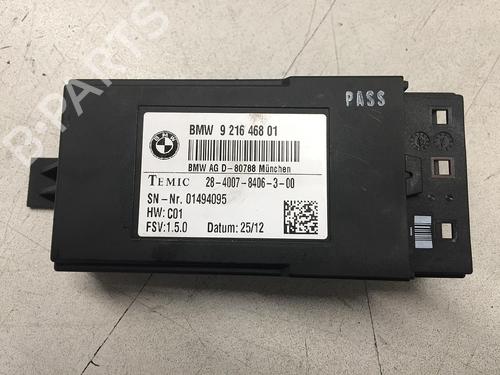 B-PARTS
PASS
BMW
BMW 9 216 468 01
BMW AG D-80788 München
TEMIC 28-4007-8406-3-00
SN-Nr. 01494095
HW: C01
FSV:1.5.0 Datum: 25/12